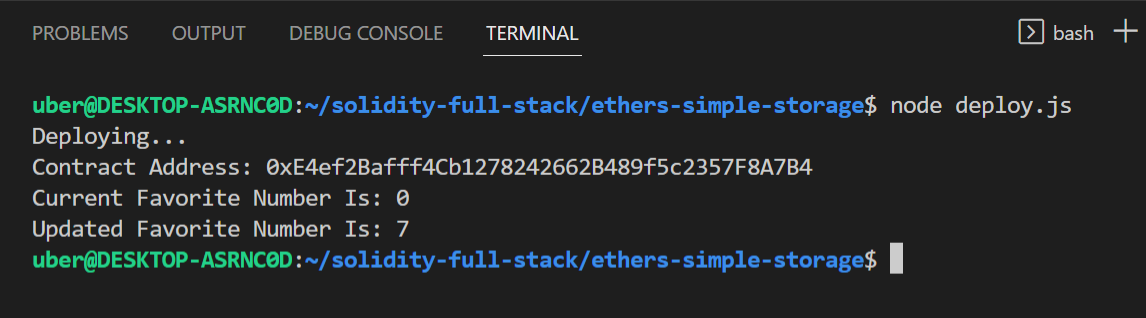 PROBLEMS OUTPUT DEBUG CONSOLE TERMINAL bash
uber@DESKTOP-ASRNC0D:~/solidity-full-stack/ethers-simple-storage$ node deploy.js
Deploying...
Contract Address: 0xE4ef2Bafff4Cb1278242662B489f5c2357F8A7B4
Current Favorite Number Is: 0
Updated Favorite Number Is: 7
uber@DESKTOP-ASRNC0D:~/solidity-full-stack/ethers-simple-storage$